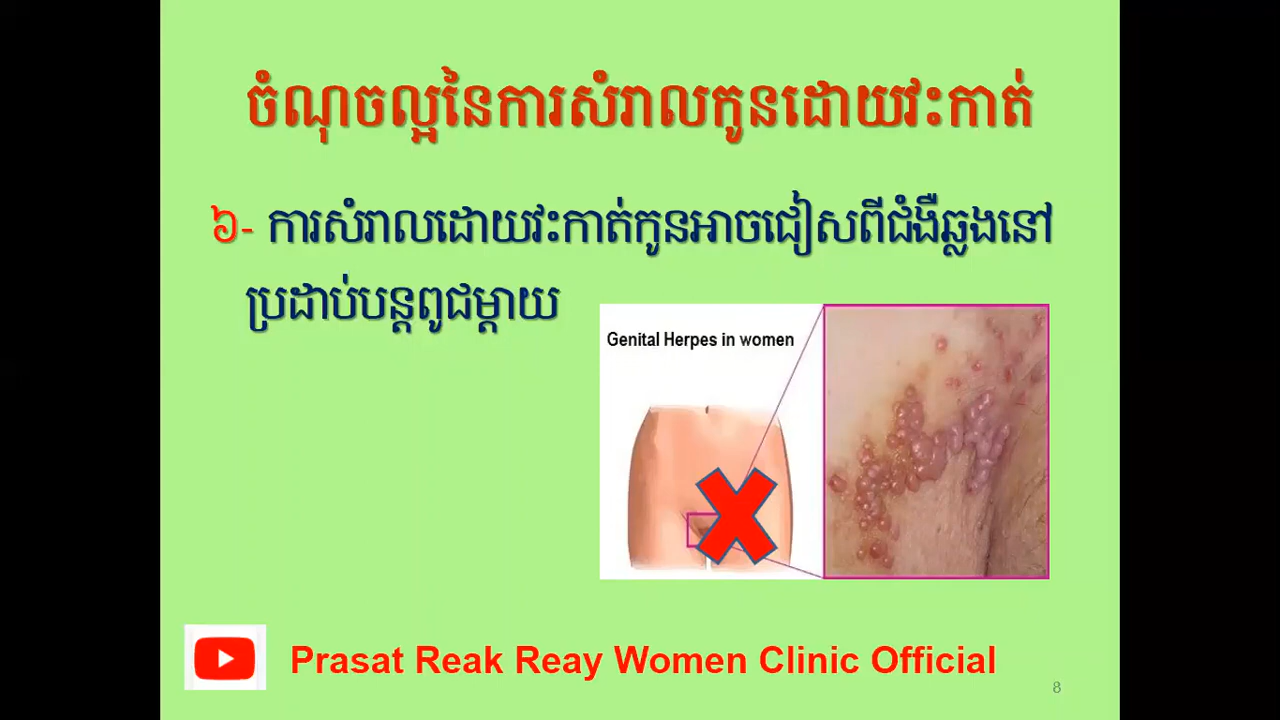 ចំណុចល្អនៃការសំរាលកូនដោយវះកាត់
៦- ការសំរាលដោយវះកាត់កូនអាចជៀសពីជំងឺឆ្លងនៅ
ប្រដាប់បន្តពូជម្តាយ
Genital Herpes in women
Prasat Reak Reay Women Clinic Official
8